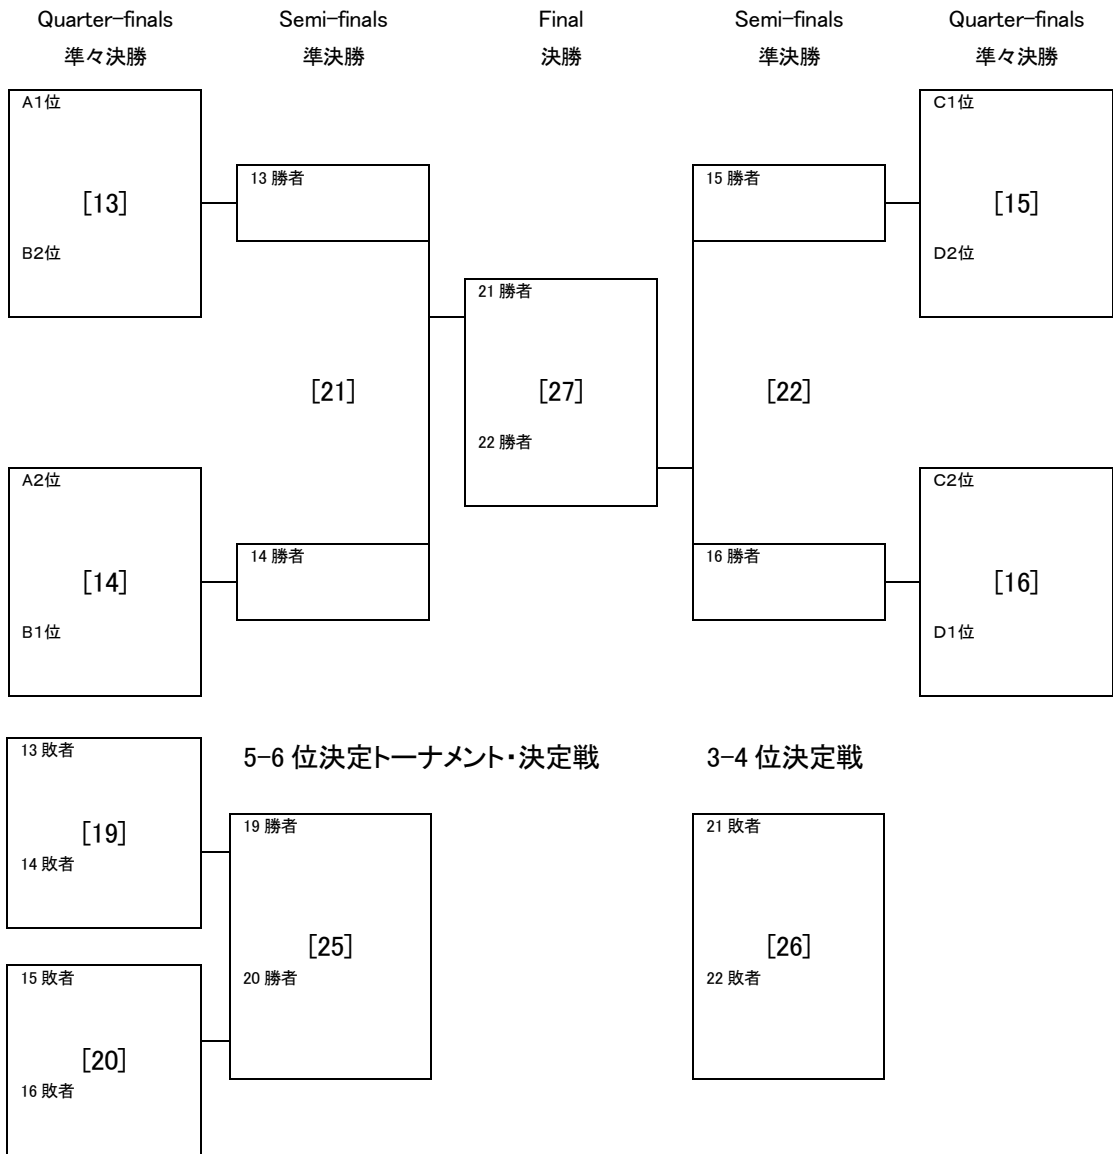 Quarter-finals Semi-finals Final Semi-finals Quarter-finals
準々決勝 準決勝 決勝 準決勝 準々決勝
A1位 C1位
13 勝者 15 勝者
[13] [15]
B2位 D2位
21 勝者
[21] [27] [22]
22 勝者
A2位 C2位
14 勝者 16 勝者
[14] [16]
B1位 D1位
13 敗者 5-6 位決定トーナメント・決定戦 3-4 位決定戦
19 勝者 21 敗者
[19]
14 敗者
[25] [26]
15 敗者 20 勝者 22 敗者
[20]
16 敗者